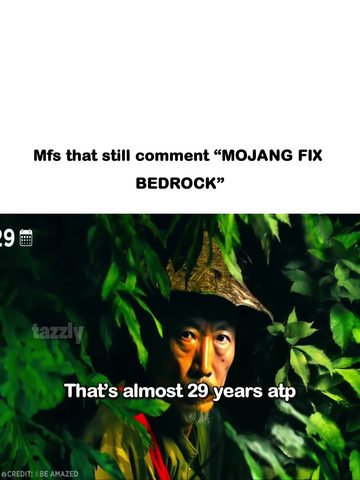 Mfs that still comment “MOJANG FIX
BEDROCK”
29
tazzly
That's almost 29 years atp
CREDIT: ©BE AMAZED